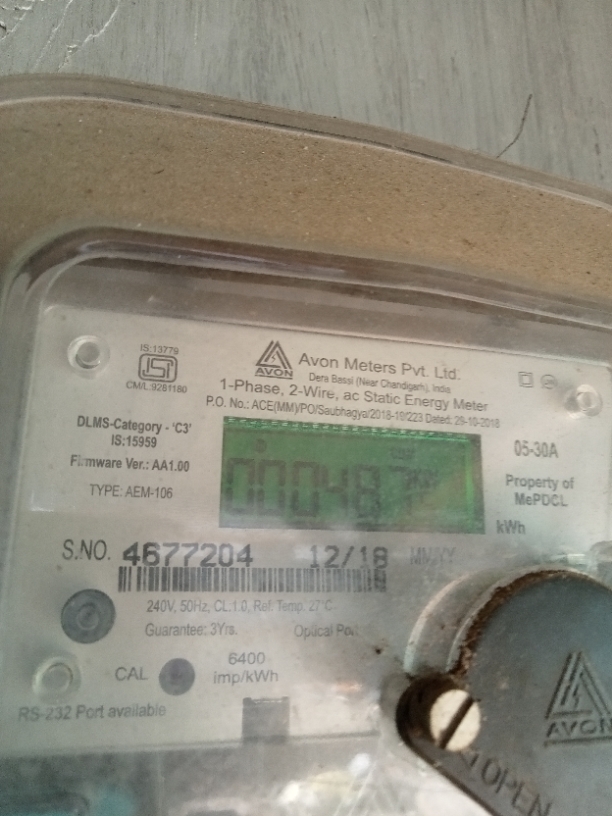 IS:13779
CM/L:9281180
AVON
Avon Meters Pvt. Ltd.
Dera Bassi (Near Chandigarh), India
1-Phase, 2-Wire, ac Static Energy Meter
P.O. No.: ACE(MM)/PO/Saubhagya/2018-19/223 Dated: 29-10-2018
DLMS-Category - 'C3'
IS:15959
Firmware Ver.: AA1.00
TYPE: AEM-106
05-30A
Property of
MePDCL
kWh
S.NO. 4677204 12/18 MM/YY
240V, 50Hz, CL:1.0, Ref. Temp. 27°C
Guarantee: 3Yrs. Optical Port
CAL 6400
imp/kWh
RS-232 Port available
AVON
OPEN